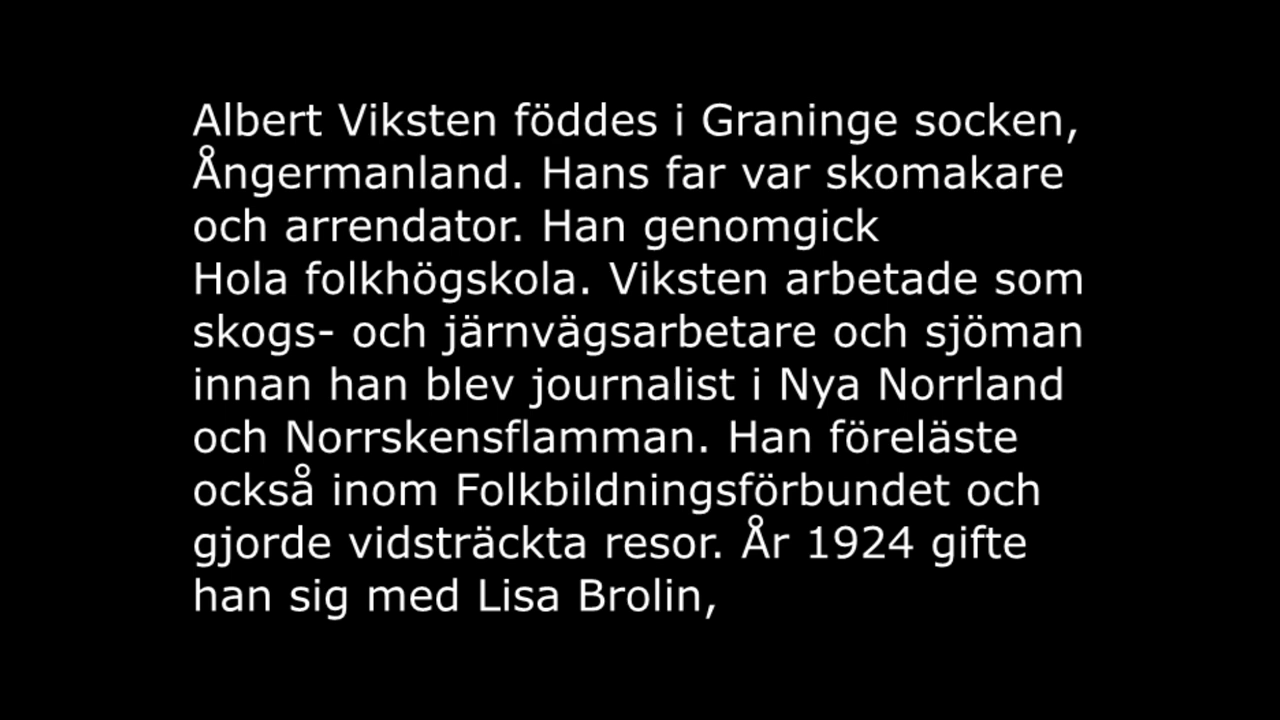 Albert Viksten föddes i Graninge socken,
Ångermanland. Hans far var skomakare
och arrendator. Han genomgick
Hola folkhögskola. Viksten arbetade som
skogs- och järnvägsarbetare och sjöman
innan han blev journalist i Nya Norrland
och Norrskensflamman. Han föreläste
också inom Folkbildningsförbundet och
gjorde vidsträckta resor. År 1924 gifte
han sig med Lisa Brolin,